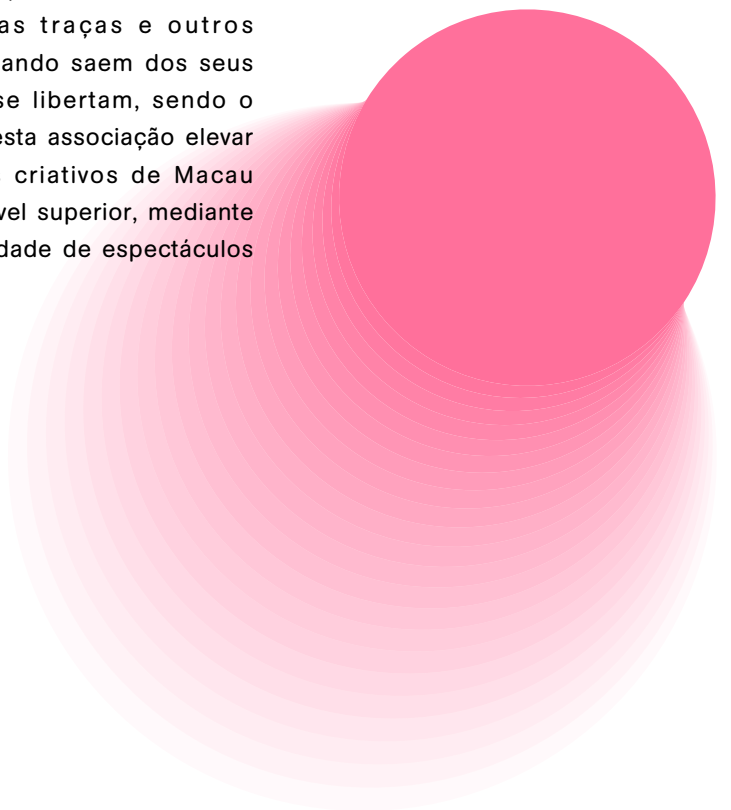 as traças e outros
ando saem dos seus
se libertam, sendo o
esta associação elevar
criativos de Macau
vel superior, mediante
dade de espectáculos